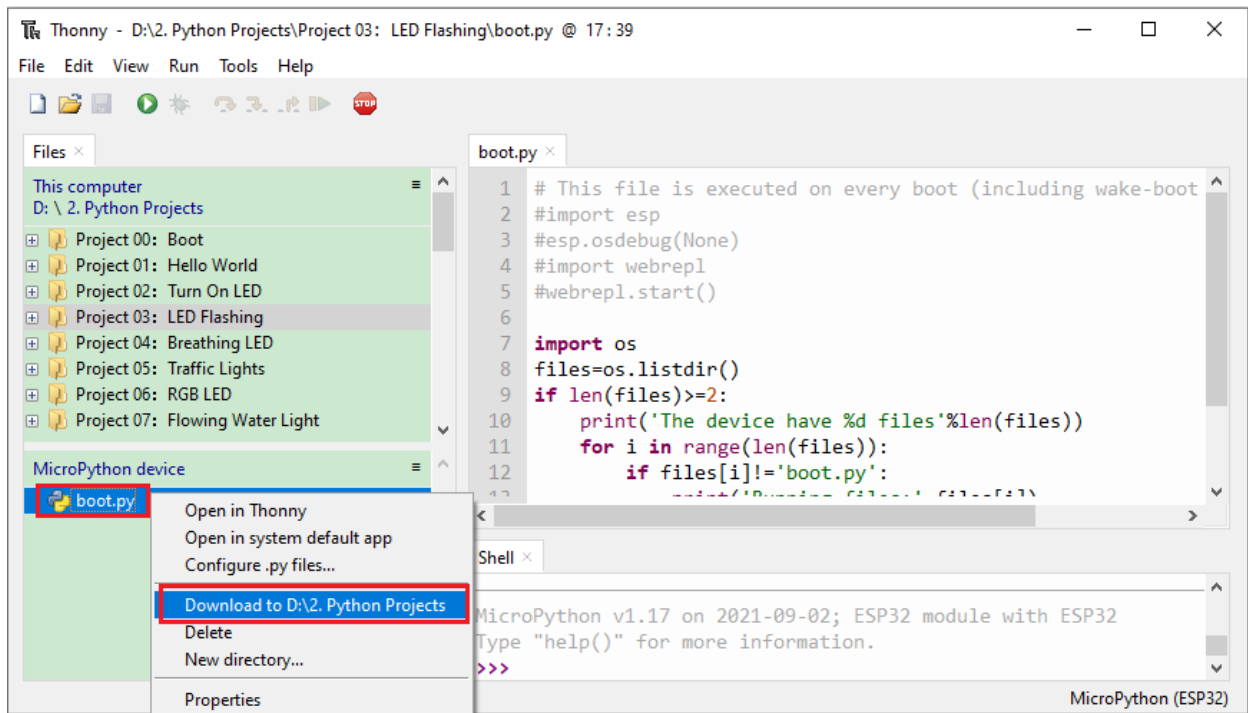 Thonny - D:\2. Python Projects\Project 03: LED Flashing\boot.py @ 17:39
File Edit View Run Tools Help
STOP
Files
This computer
D: \ 2. Python Projects
Project 00: Boot
Project 01: Hello World
Project 02: Turn On LED
Project 03: LED Flashing
Project 04: Breathing LED
Project 05: Traffic Lights
Project 06: RGB LED
Project 07: Flowing Water Light
MicroPython device
boot.py
Open in Thonny
Open in system default app
Configure .py files...
Download to D:\2. Python Projects
Delete
New directory...
Properties
boot.py
1 # This file is executed on every boot (including wake-boot
2 #import esp
3 #esp.osdebug(None)
4 #import webrepl
5 #webrepl.start()
6
7 import os
8 files=os.listdir()
9 if len(files)>=2:
10     print('The device have %d files'%len(files))
11     for i in range(len(files)):
12         if files[i]!='boot.py':
Shell
MicroPython v1.17 on 2021-09-02; ESP32 module with ESP32
Type "help()" for more information.
>>>
MicroPython (ESP32)